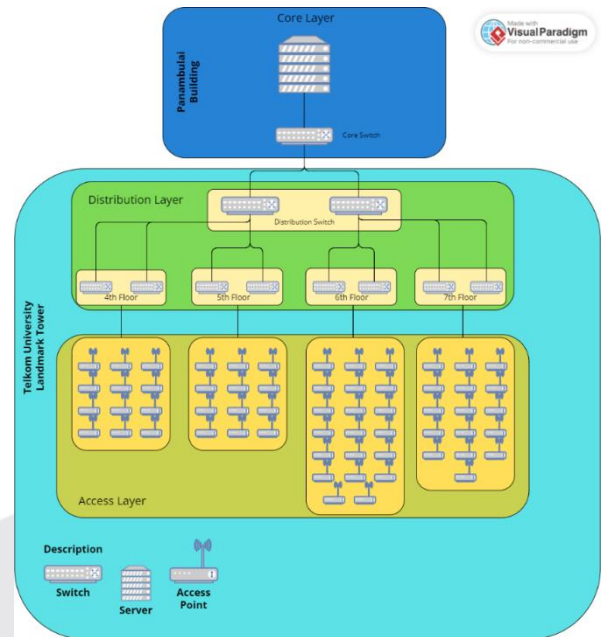 Made with
Visual Paradigm
For non-commercial use
Core Layer
Panambulai
Building
Core Switch
Distribution Layer
Distribution Switch
4th Floor
5th Floor
6th Floor
7th Floor
Telkom University
Landmark Tower
Access Layer
Description
Switch
Server
Access
Point